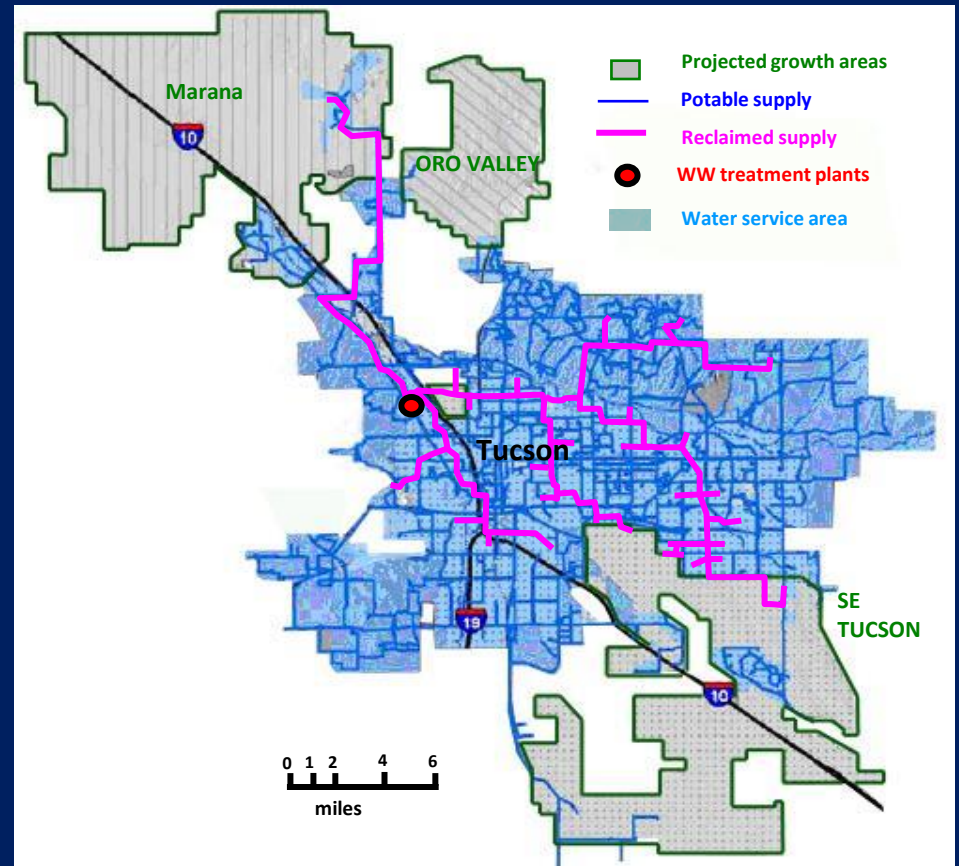 Projected growth areas
Potable supply
Reclaimed supply
WW treatment plants
Water service area
Marana
10
ORO VALLEY
Tucson
SE
TUCSON
19
10
0 1 2 4 6
miles